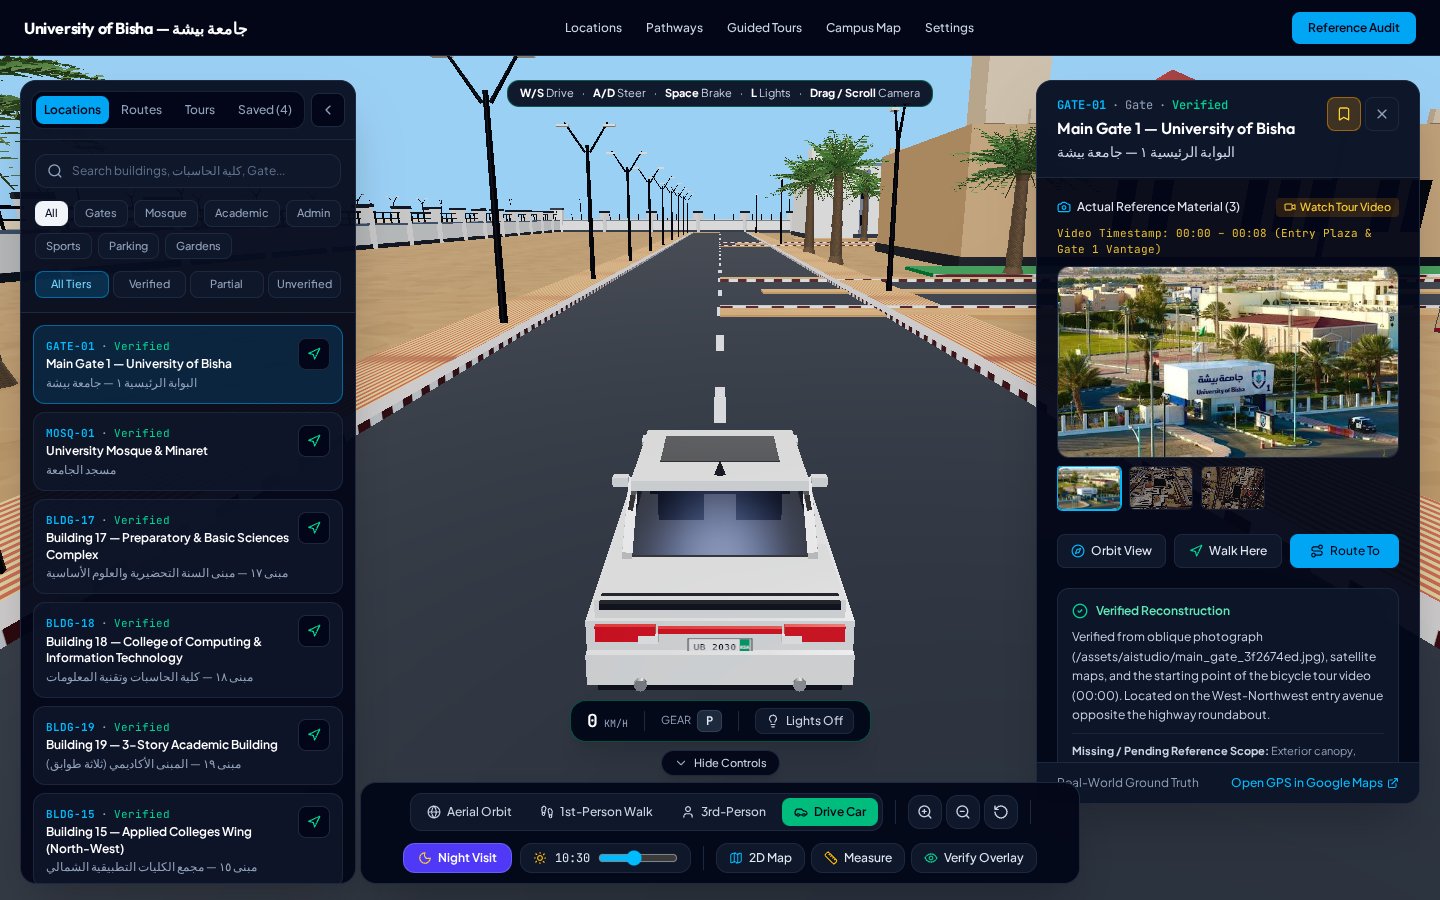 University of Bisha — جامعة بيشة
Locations
Pathways
Guided Tours
Campus Map
Settings
Reference Audit
Locations
Routes
Tours
Saved (4)
Search buildings, كلية الحاسبات, Gate...
All
Gates
Mosque
Academic
Admin
Sports
Parking
Gardens
All Tiers
Verified
Partial
Unverified
GATE-01 · Verified
Main Gate 1 — University of Bisha
البوابة الرئيسية ١ — جامعة بيشة
MOSQ-01 · Verified
University Mosque & Minaret
مسجد الجامعة
BLDG-17 · Verified
Building 17 — Preparatory & Basic Sciences
Complex
مبنى ١٧ — مبنى السنة التحضيرية والعلوم الأساسية
BLDG-18 · Verified
Building 18 — College of Computing &
Information Technology
مبنى ١٨ — كلية الحاسبات وتقنية المعلومات
BLDG-19 · Verified
Building 19 — 3-Story Academic Building
مبنى ١٩ — المبنى الأكاديمي (ثلاثة طوابق)
BLDG-15 · Verified
Building 15 — Applied Colleges Wing
(North-West)
مبنى ١٥ — مجمع الكليات التطبيقية الشمالي
W/S Drive · A/D Steer · Space Brake · L Lights · Drag / Scroll Camera
UB 2030
0 KM/H
GEAR P
Lights Off
Hide Controls
Aerial Orbit
1st-Person Walk
3rd-Person
Drive Car
Night Visit
10:30
2D Map
Measure
Verify Overlay
GATE-01 · Gate · Verified
Main Gate 1 — University of Bisha
البوابة الرئيسية ١ — جامعة بيشة
Actual Reference Material (3)
Watch Tour Video
Video Timestamp: 00:00 – 00:08 (Entry Plaza &
Gate 1 Vantage)
جامعة بيشة
University of Bisha
1
Orbit View
Walk Here
Route To
Verified Reconstruction
Verified from oblique photograph
(/assets/aistudio/main_gate_3f2674ed.jpg), satellite
maps, and the starting point of the bicycle tour video
(00:00). Located on the West-Northwest entry avenue
opposite the highway roundabout.
Missing / Pending Reference Scope: Exterior canopy,
Real-World Ground Truth
Open GPS in Google Maps